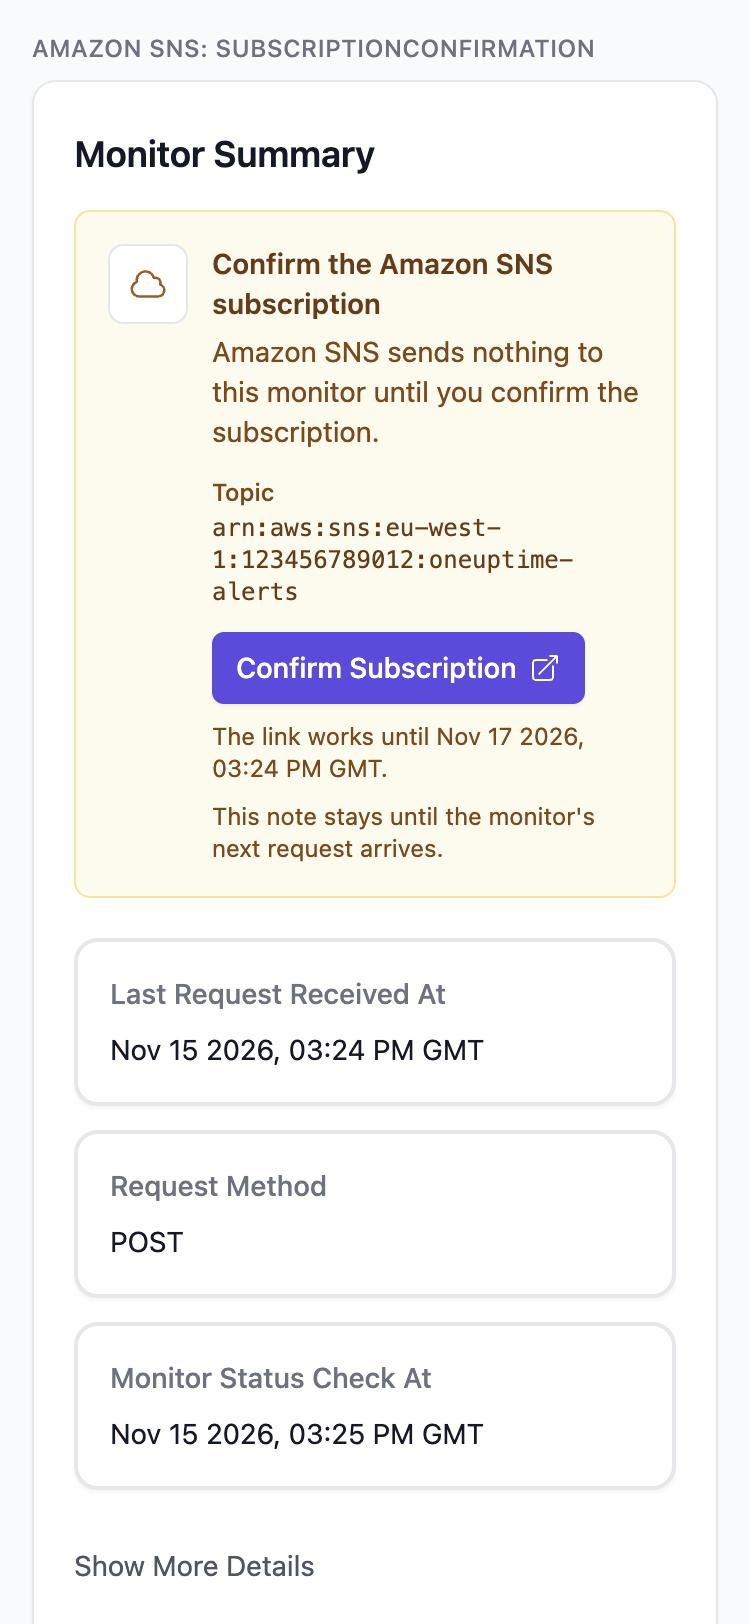 AMAZON SNS: SUBSCRIPTIONCONFIRMATION
Monitor Summary
Confirm the Amazon SNS
subscription
Amazon SNS sends nothing to
this monitor until you confirm the
subscription.
Topic
arn:aws:sns:eu-west-
1:123456789012:oneuptime-
alerts
Confirm Subscription
The link works until Nov 17 2026,
03:24 PM GMT.
This note stays until the monitor's
next request arrives.
Last Request Received At
Nov 15 2026, 03:24 PM GMT
Request Method
POST
Monitor Status Check At
Nov 15 2026, 03:25 PM GMT
Show More Details